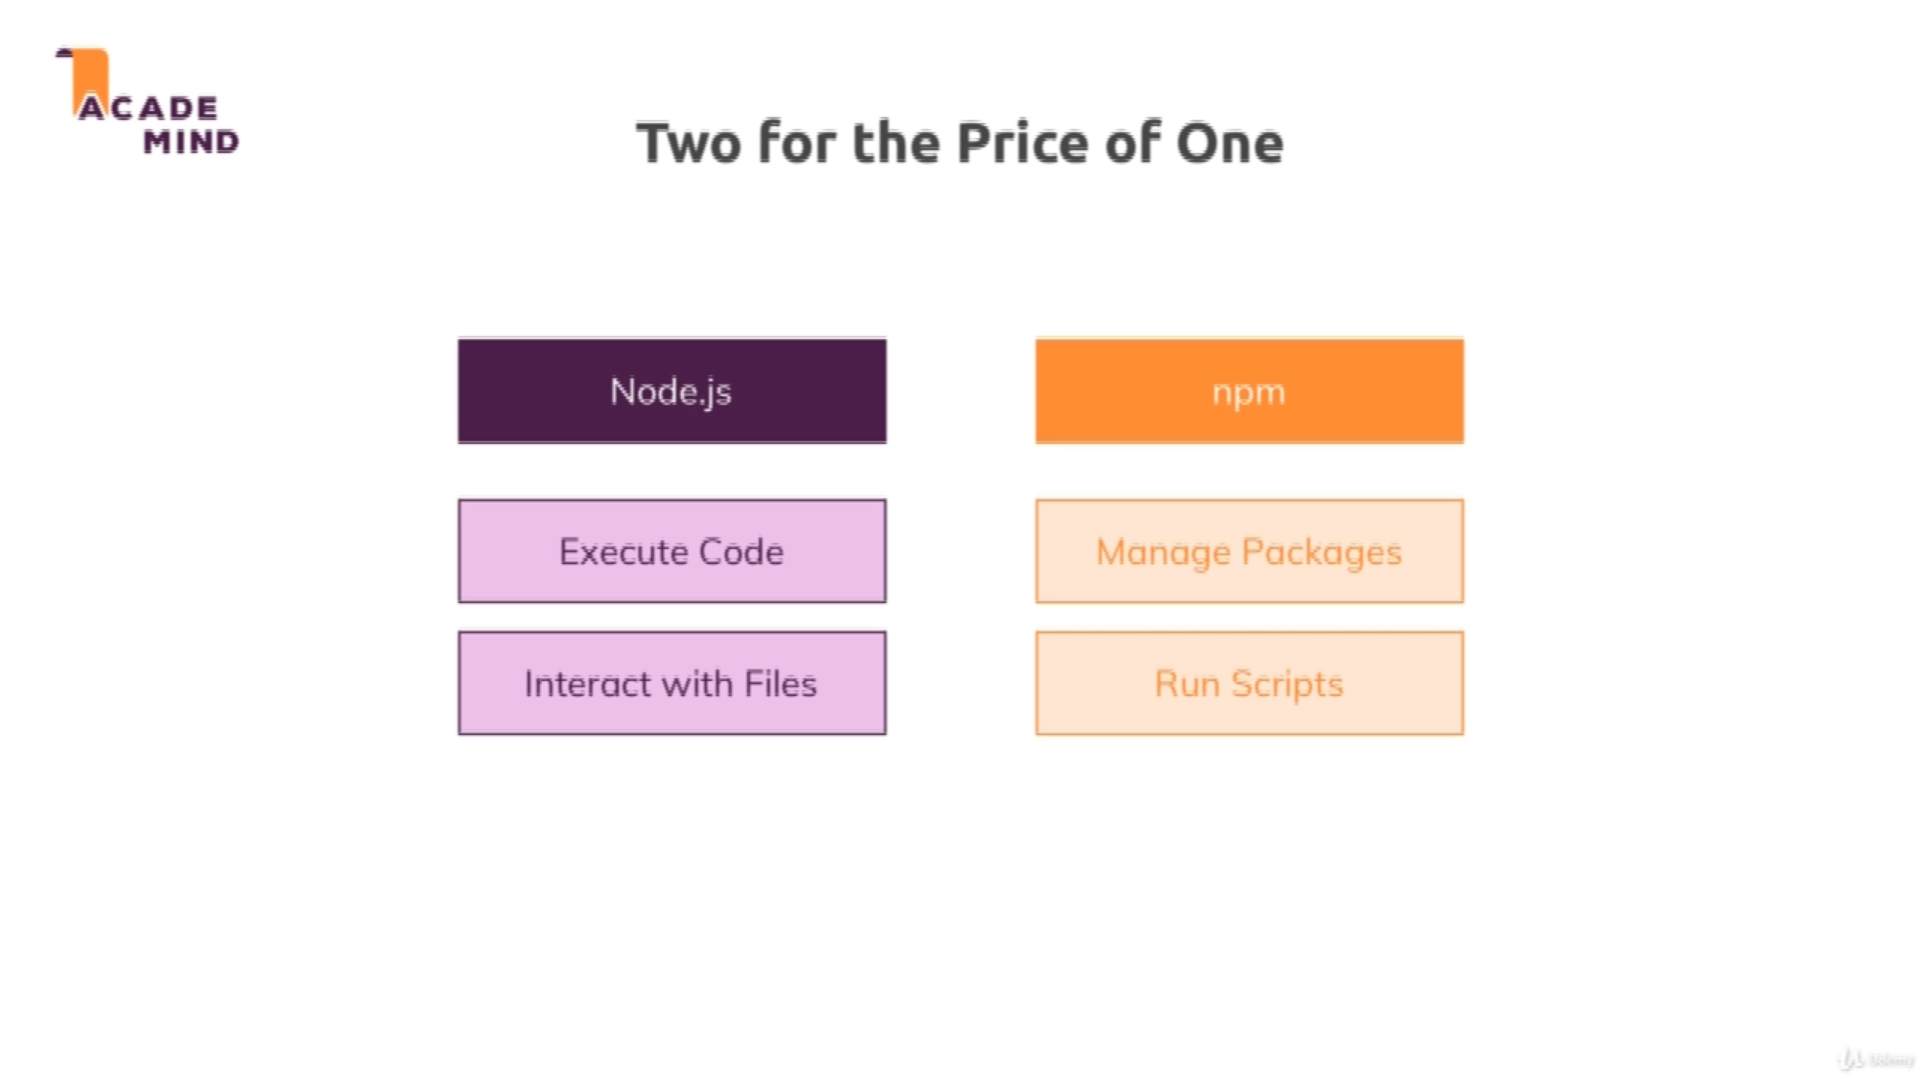 ACADE
MIND
Two for the Price of One
Node.js
npm
Execute Code
Manage Packages
Interact with Files
Run Scripts
Udemy